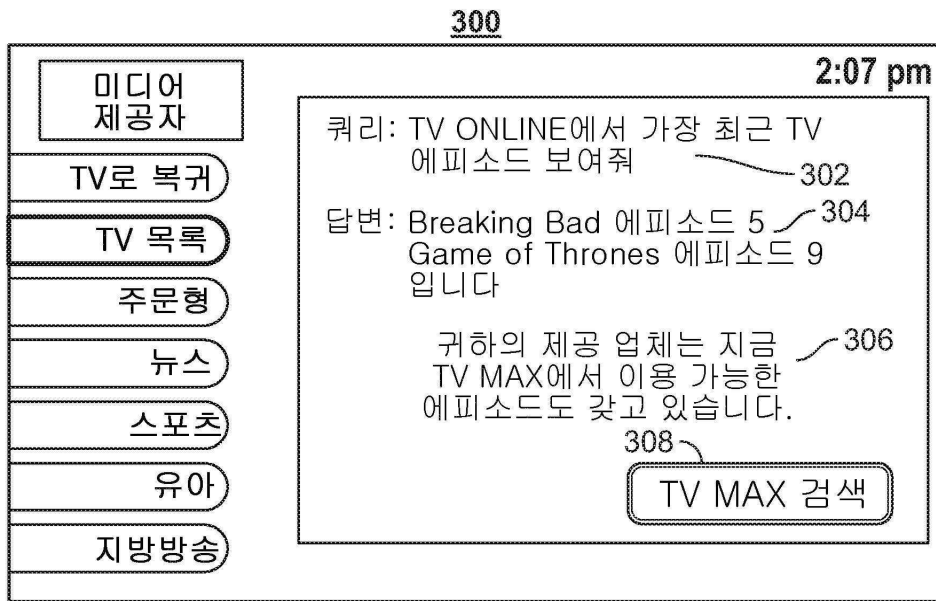 300
2:07 pm
미디어
제공자
TV로 복귀
TV 목록
주문형
뉴스
스포츠
유아
지방방송
쿼리: TV ONLINE에서 가장 최근 TV
에피소드 보여줘
302
답변: Breaking Bad 에피소드 5
304
Game of Thrones 에피소드 9
입니다
귀하의 제공 업체는 지금
306
TV MAX에서 이용 가능한
에피소드도 갖고 있습니다.
308
TV MAX 검색